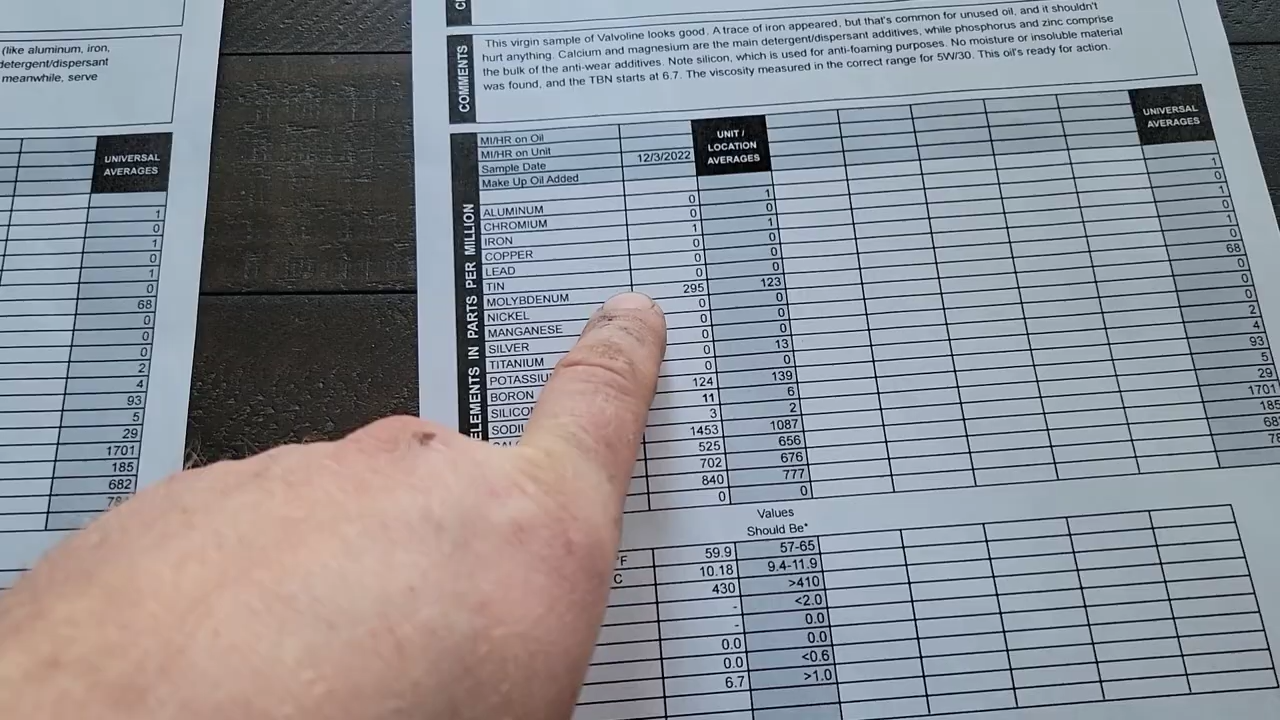 (like aluminum, iron,
detergent/dispersant
meanwhile, serve
UNIVERSAL
AVERAGES
1
0
1
0
1
0
68
0
0
0
2
4
93
5
29
1701
185
682
COMMENTS
This virgin sample of Valvoline looks good. A trace of iron appeared, but that's common for unused oil, and it shouldn't
hurt anything. Calcium and magnesium are the main detergent/dispersant additives, while phosphorus and zinc comprise
the bulk of the anti-wear additives. Note silicon, which is used for anti-foaming purposes. No moisture or insoluble material
was found, and the TBN starts at 6.7. The viscosity measured in the correct range for 5W/30. This oil's ready for action.
MI/HR on Oil
MI/HR on Unit
Sample Date 12/3/2022
Make Up Oil Added
UNIT /
LOCATION
AVERAGES
UNIVERSAL
AVERAGES
ELEMENTS IN PARTS PER MILLION
ALUMINUM 0 1 1
CHROMIUM 0 0 0
IRON 1 1 1
COPPER 0 0 0
LEAD 0 0 1
TIN 0 0 0
MOLYBDENUM 295 123 68
NICKEL 0 0 0
MANGANESE 0 0 0
SILVER 0 0 0
TITANIUM 0 13 2
POTASSIU 0 0 4
BORON 124 139 93
SILICO 11 6 5
SODIU 3 2 29
1453 1087 1701
525 656 185
702 676 68
840 777 78
0 0
Values
Should Be*
°F 59.9 57-65
C 10.18 9.4-11.9
430 >410
- <2.0
- 0.0
0.0 0.0
0.0 <0.6
6.7 >1.0